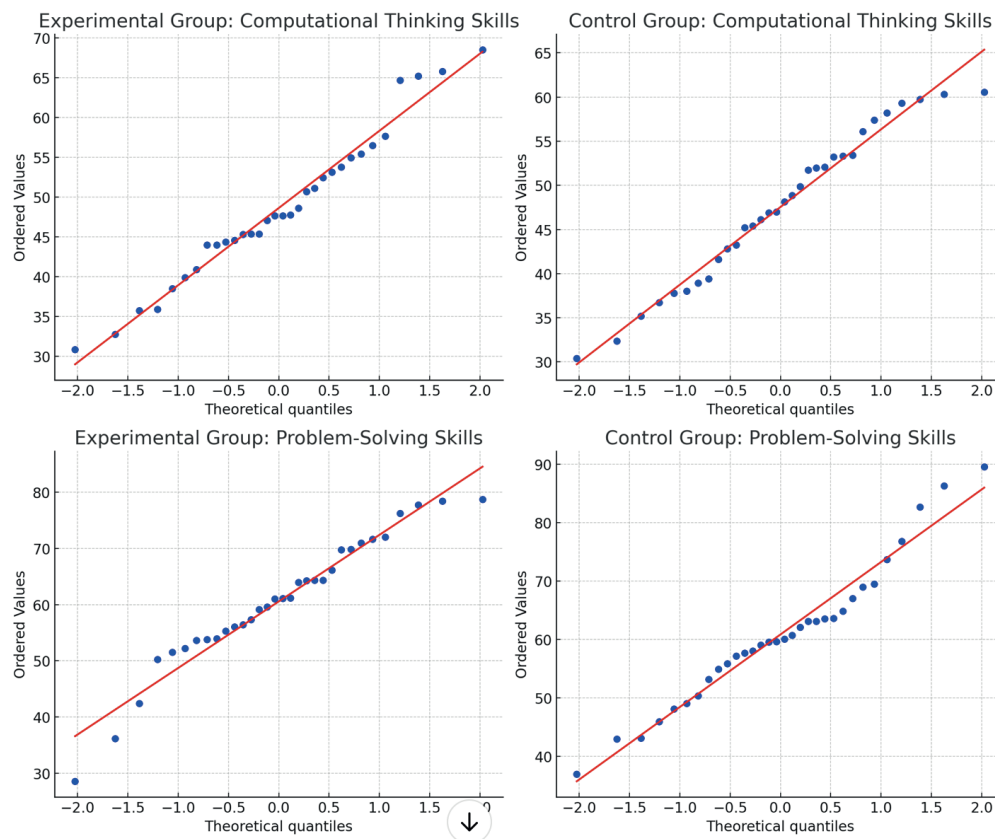 Experimental Group: Computational Thinking Skills
70
65
60
55
50
45
40
35
30
Ordered Values
−2.0 −1.5 −1.0 −0.5 0.0 0.5 1.0 1.5 2.0
Theoretical quantiles
Control Group: Computational Thinking Skills
65
60
55
50
45
40
35
30
Ordered Values
−2.0 −1.5 −1.0 −0.5 0.0 0.5 1.0 1.5 2.0
Theoretical quantiles
Experimental Group: Problem-Solving Skills
80
70
60
50
40
30
Ordered Values
−2.0 −1.5 −1.0 −0.5 0.0 0.5 1.0 1.5 0
Theoretical quantiles
Control Group: Problem-Solving Skills
90
80
70
60
50
40
Ordered Values
−2.0 −1.5 −1.0 −0.5 0.0 0.5 1.0 1.5 2.0
Theoretical quantiles